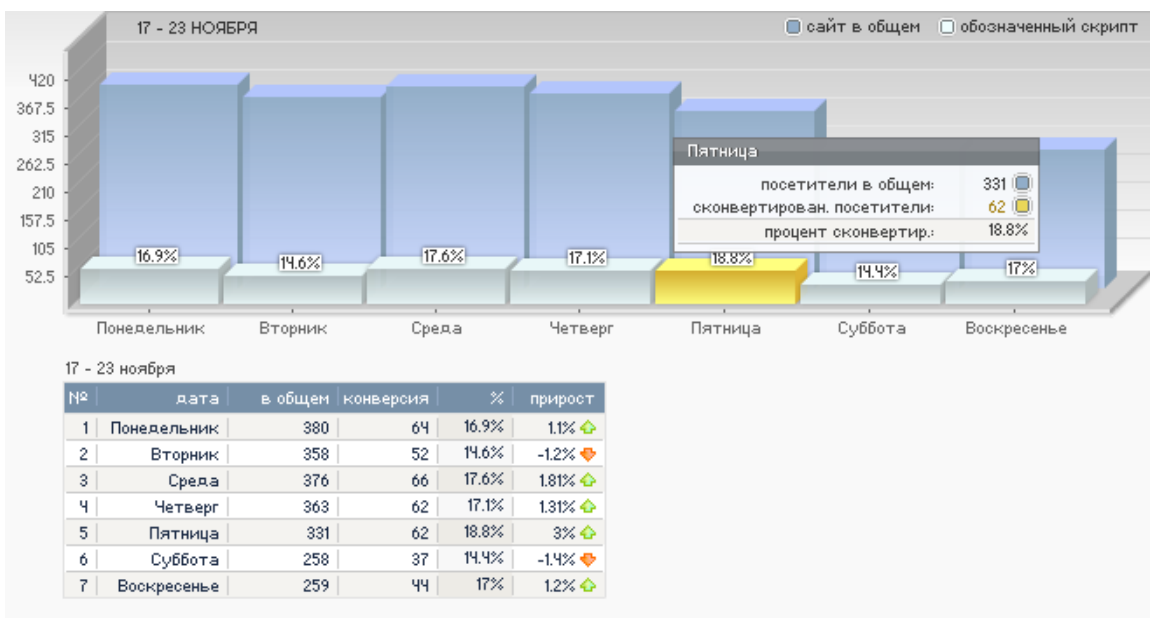 17 - 23 НОЯБРЯ
сайт в общем обозначенный скрипт
420
367.5
315
262.5
210
157.5
105
52.5
Пятница
посетители в общем: 331
сконвертирован. посетители: 62
процент сконвертир.: 18.8%
16.9% 14.6% 17.6% 17.1% 18.8% 14.4% 17%
Понедельник Вторник Среда Четверг Пятница Суббота Воскресенье
17 - 23 ноября
№ дата в общем конверсия % прирост
1 Понедельник 380 64 16.9% 1.1%
2 Вторник 358 52 14.6% -1.2%
3 Среда 376 66 17.6% 1.81%
4 Четверг 363 62 17.1% 1.31%
5 Пятница 331 62 18.8% 3%
6 Суббота 258 37 14.4% -1.4%
7 Воскресенье 259 44 17% 1.2%